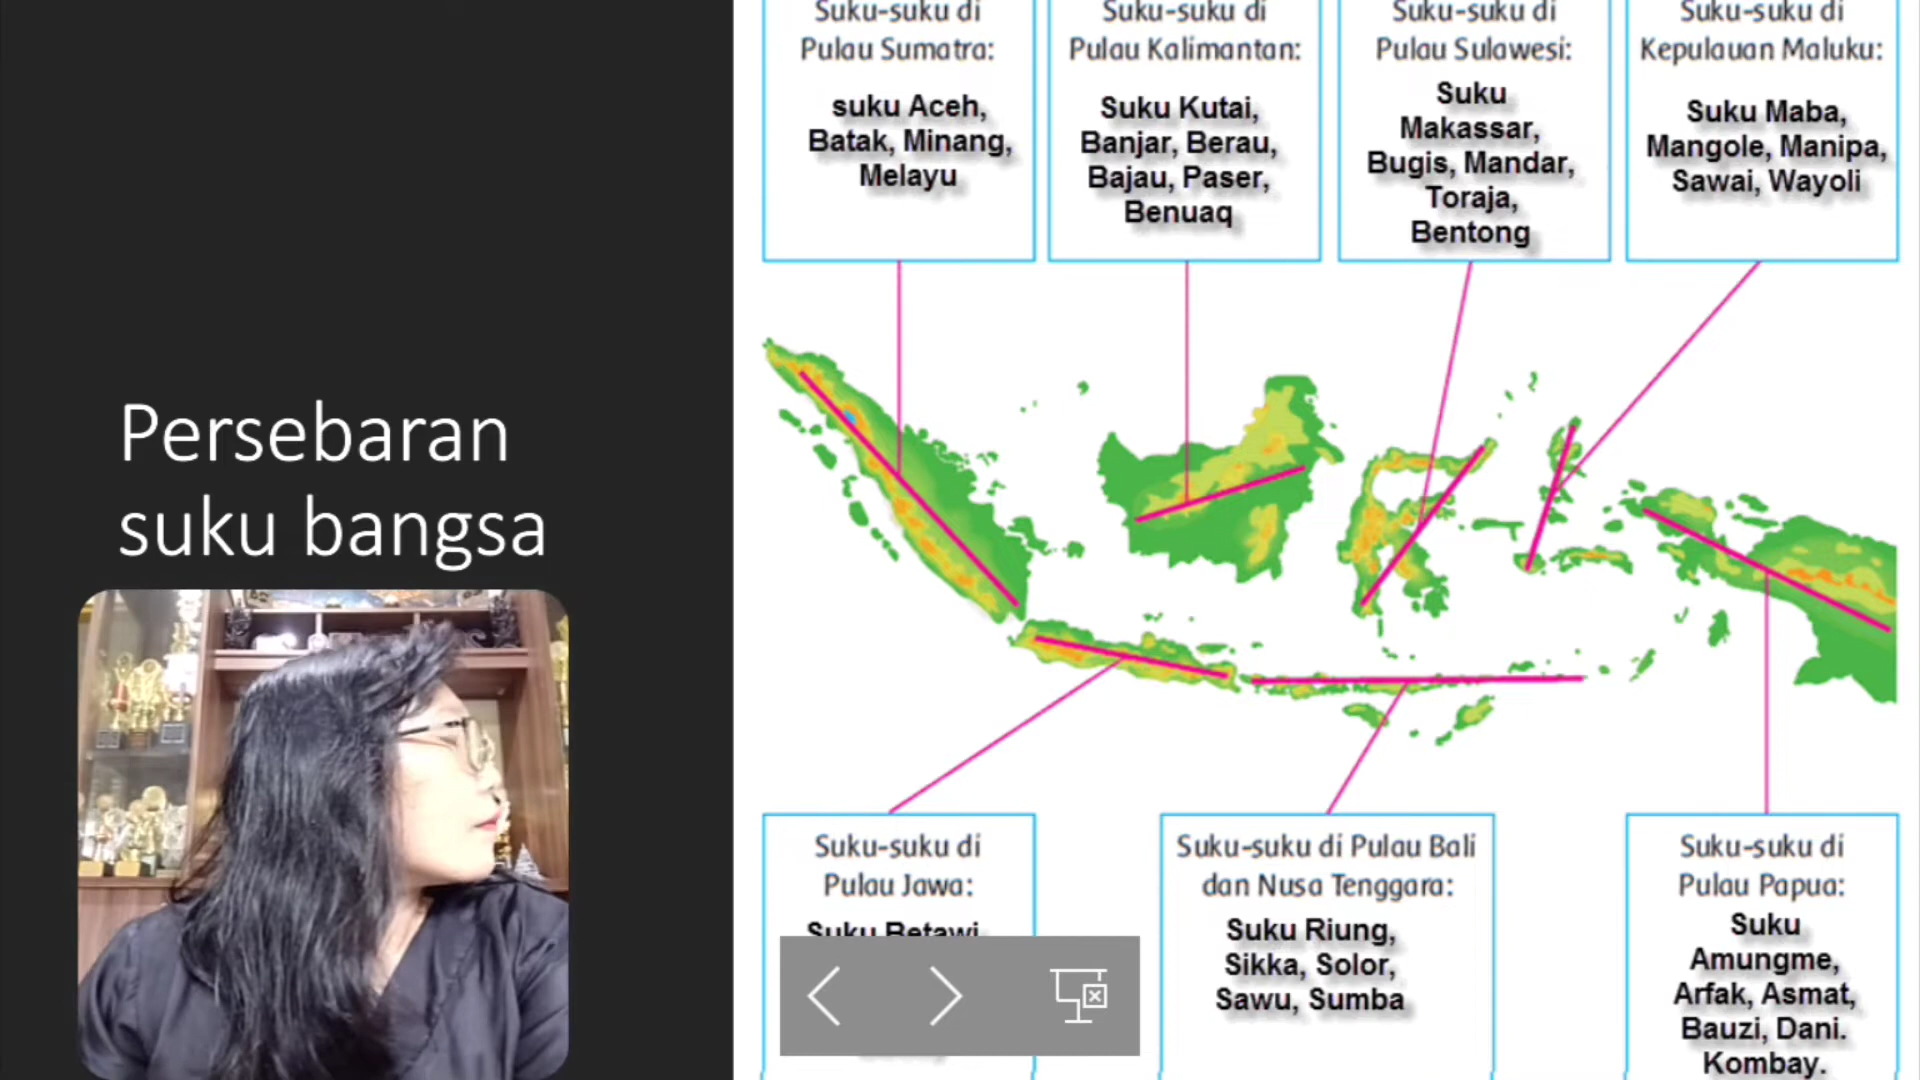 Persebaran
suku bangsa
Suku-suku di
Pulau Sumatra:
suku Aceh,
Batak, Minang,
Melayu
Suku-suku di
Pulau Kalimantan:
Suku Kutai,
Banjar, Berau,
Bajau, Paser,
Benuaq
Suku-suku di
Pulau Sulawesi:
Suku
Makassar,
Bugis, Mandar,
Toraja,
Bentong
Suku-suku di
Kepulauan Maluku:
Suku Maba,
Mangole, Manipa,
Sawai, Wayoli
Suku-suku di
Pulau Jawa:
Suku Betawi,
Suku-suku di Pulau Bali
dan Nusa Tenggara:
Suku Riung,
Sikka, Solor,
Sawu, Sumba
Suku-suku di
Pulau Papua:
Suku
Amungme,
Arfak, Asmat,
Bauzi, Dani.
Kombay.